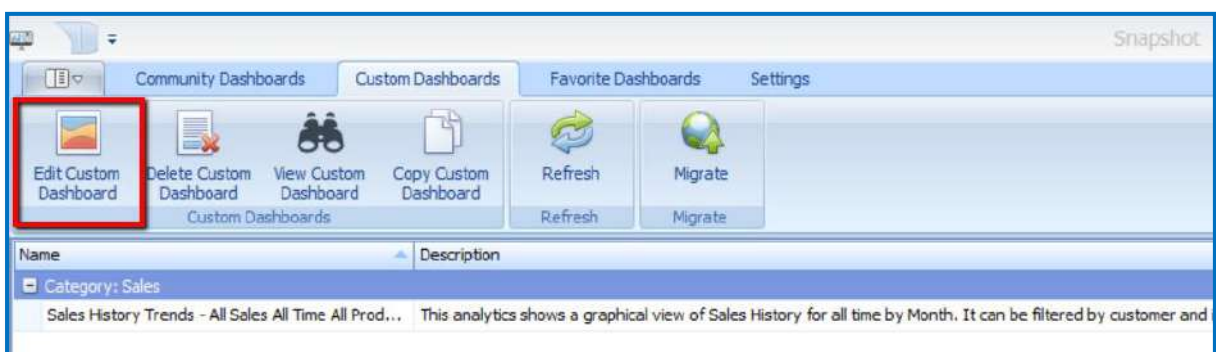 Snapshot
Community Dashboards Custom Dashboards Favorite Dashboards Settings
Edit Custom Delete Custom View Custom Copy Custom Refresh Migrate
Dashboard Dashboard Dashboard Dashboard
Custom Dashboards Refresh Migrate
Name Description
Category: Sales
Sales History Trends - All Sales All Time All Prod... This analytics shows a graphical view of Sales History for all time by Month. It can be filtered by customer and